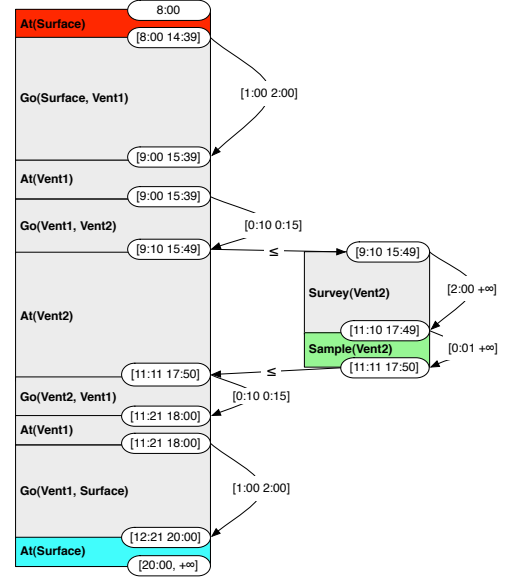 8:00
At(Surface)
[8:00 14:39]
[1:00 2:00]
Go(Surface, Vent1)
[9:00 15:39]
At(Vent1)
[9:00 15:39]
Go(Vent1, Vent2)
[0:10 0:15]
[9:10 15:49]
≤
[9:10 15:49]
Survey(Vent2)
[2:00 +∞]
At(Vent2)
[11:10 17:49]
Sample(Vent2)
[0:01 +∞]
[11:11 17:50]
≤
[11:11 17:50]
Go(Vent2, Vent1)
[0:10 0:15]
[11:21 18:00]
At(Vent1)
[11:21 18:00]
Go(Vent1, Surface)
[1:00 2:00]
[12:21 20:00]
At(Surface)
[20:00, +∞]